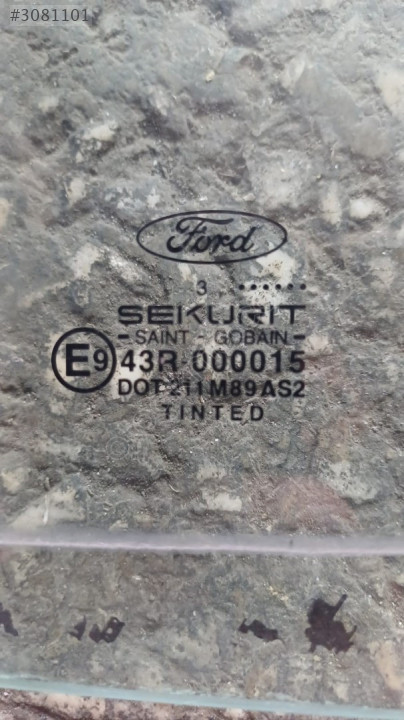 #3081101
Ford
3 ······
SEKURIT
- SAINT - GOBAIN -
E9 43R-000015
DOT 211 M89 AS2
TINTED